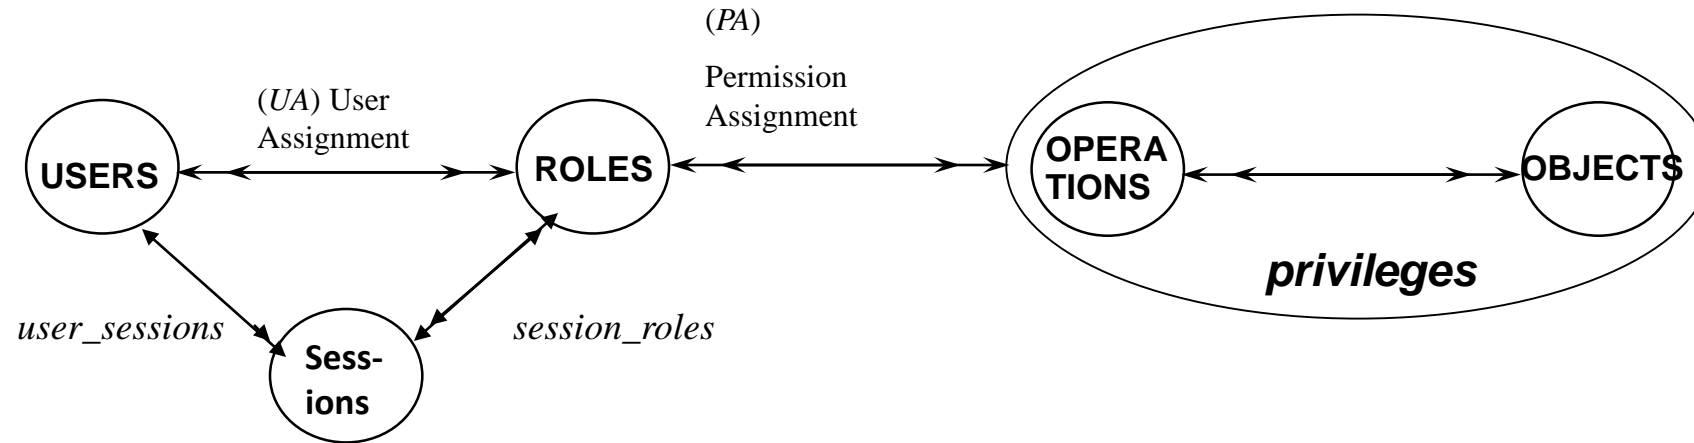 (PA)
Permission
Assignment
(UA) User
Assignment
USERS
ROLES
OPERA
TIONS
OBJECTS
privileges
user_sessions
session_roles
Sess-
ions